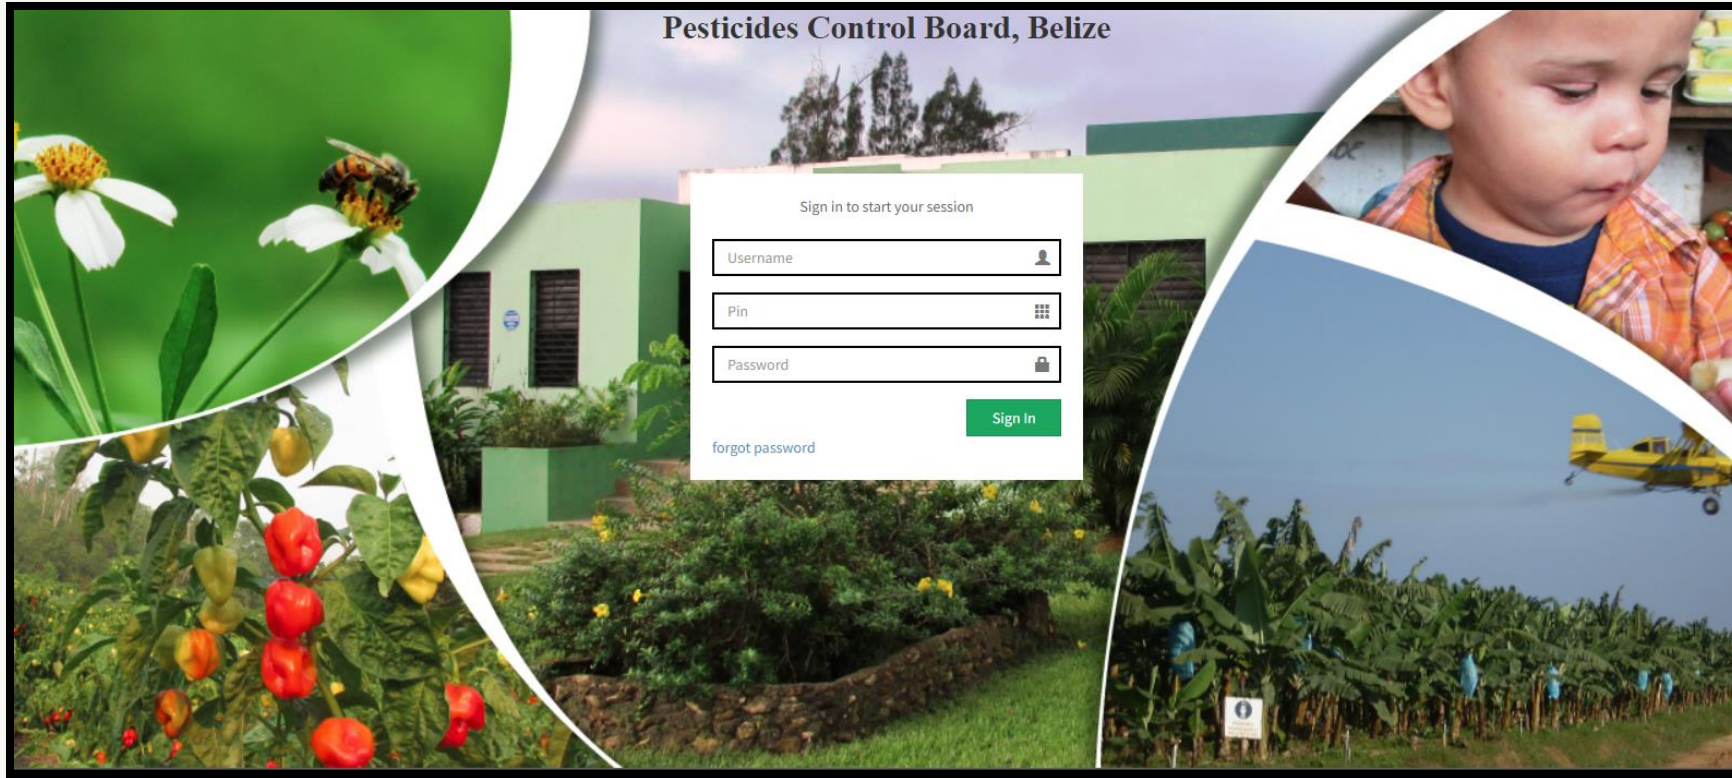 Pesticides Control Board, Belize
Sign in to start your session
Username
Pin
Password
Sign In
forgot password